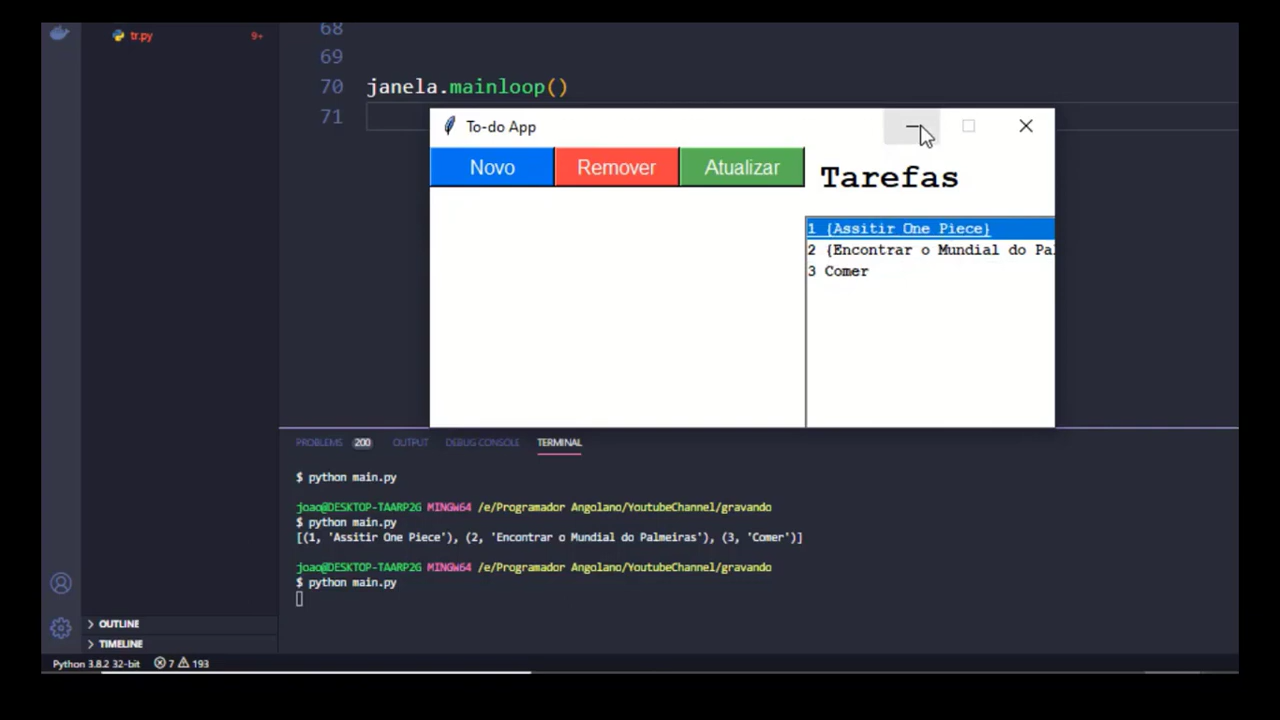 tr.py 9+
68
69
70 janela.mainloop()
71
To-do App
Novo Remover Atualizar
Tarefas
1 {Assitir One Piece}
2 {Encontrar o Mundial do Pal
3 Comer
PROBLEMS 200 OUTPUT DEBUG CONSOLE TERMINAL
$ python main.py
joao@DESKTOP-TAARP2G MINGW64 /e/Programador Angolano/YoutubeChannel/gravando
$ python main.py
[(1, 'Assitir One Piece'), (2, 'Encontrar o Mundial do Palmeiras'), (3, 'Comer')]
joao@DESKTOP-TAARP2G MINGW64 /e/Programador Angolano/YoutubeChannel/gravando
$ python main.py
OUTLINE
TIMELINE
Python 3.8.2 32-bit 7 193